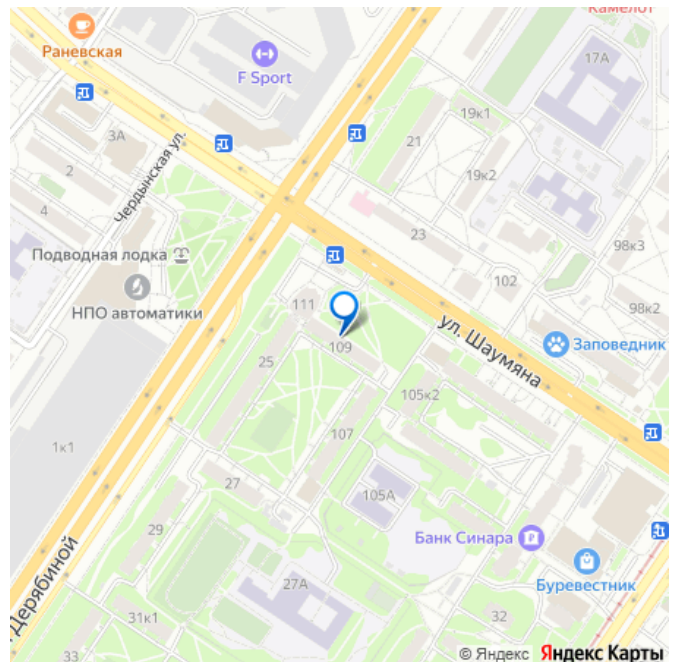 Камелот
Раневская
F Sport
17А
3А
19к1
21
2
Чердынская ул.
19к2
4
23
98к3
Подводная лодка
102
НПО автоматики
111
98к2
ул. Шаумяна
Заповедник
109
25
105к2
107
1к1
27
105А
29
Банк Синара
Дерябиной
27А
Буревестник
31к1
32
33
© Яндекс Яндекс Карты